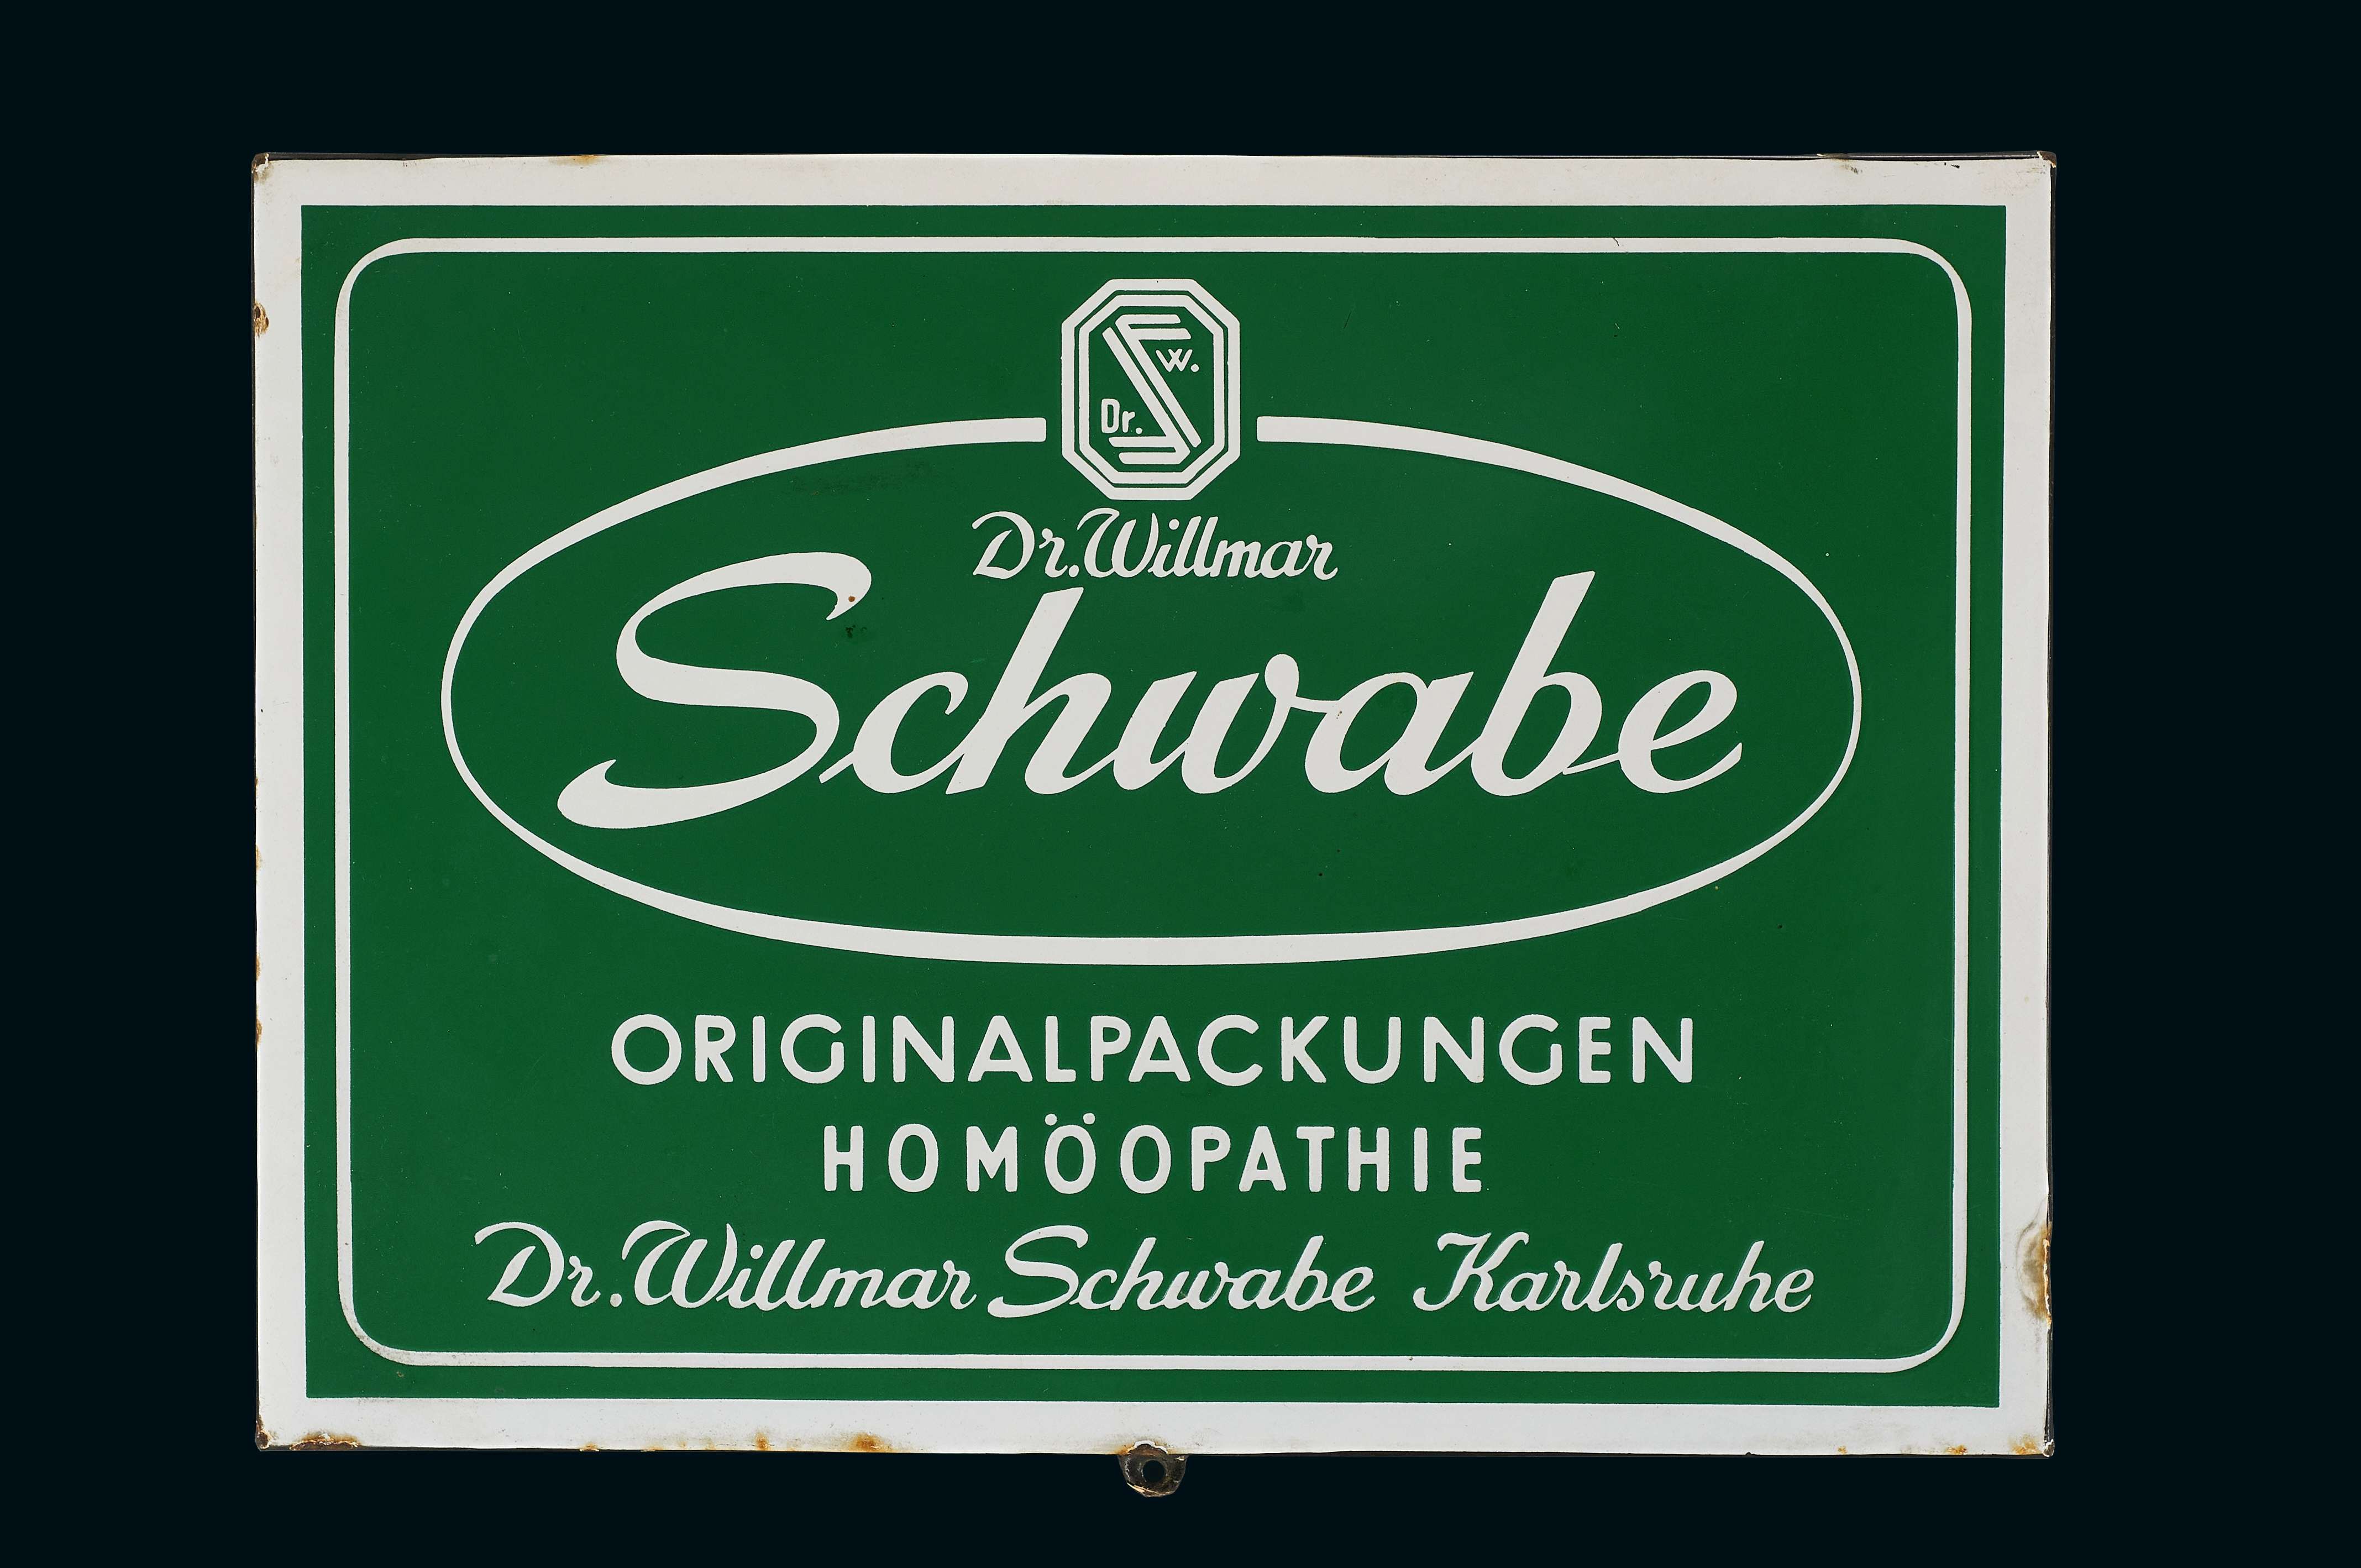 W.
Dr.
Dr. Willmar
Schwabe
ORIGINALPACKUNGEN
HOMÖOPATHIE
Dr. Willmar Schwabe Karlsruhe